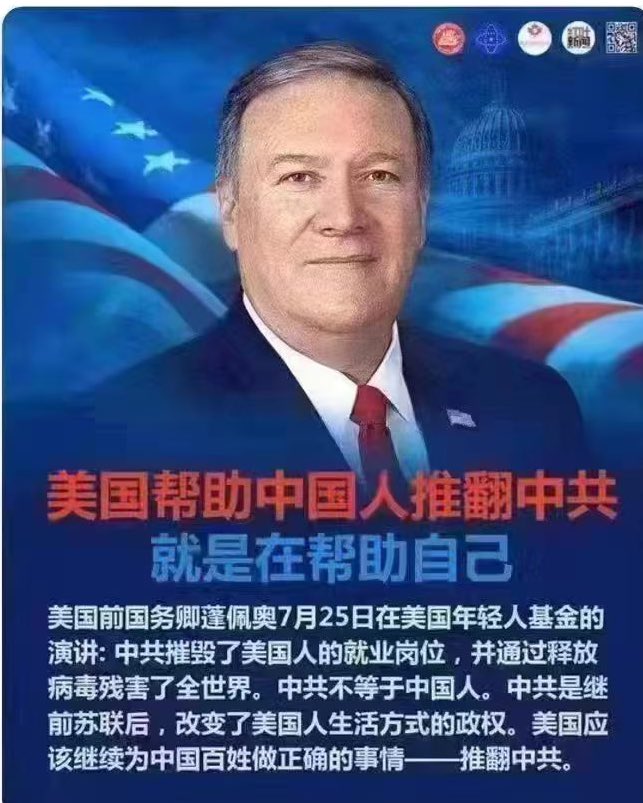 美国帮助中国人推翻中共
就是在帮助自己
美国前国务卿蓬佩奥7月25日在美国年轻人基金的
演讲: 中共摧毁了美国人的就业岗位，并通过释放
病毒残害了全世界。中共不等于中国人。中共是继
前苏联后，改变了美国人生活方式的政权。美国应
该继续为中国百姓做正确的事情——推翻中共。